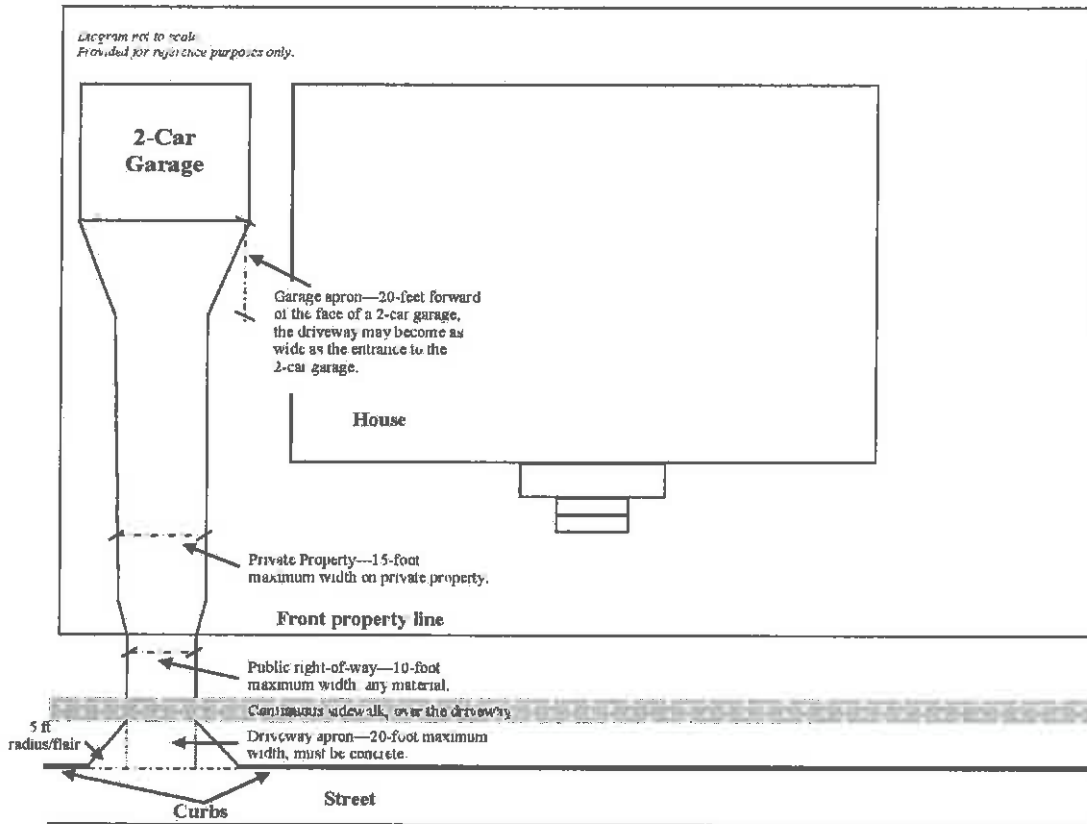 Diagram not to scale.
Provided for reference purposes only.
2-Car
Garage
Garage apron—20-feet forward
of the face of a 2-car garage,
the driveway may become as
wide as the entrance to the
2-car garage.
House
Private Property—15-foot
maximum width on private property.
Front property line
Public right-of-way—10-foot
maximum width any material.
Continuous sidewalk, over the driveway
5 ft
radius/flair
Driveway apron—20-foot maximum
width, must be concrete.
Street
Curbs